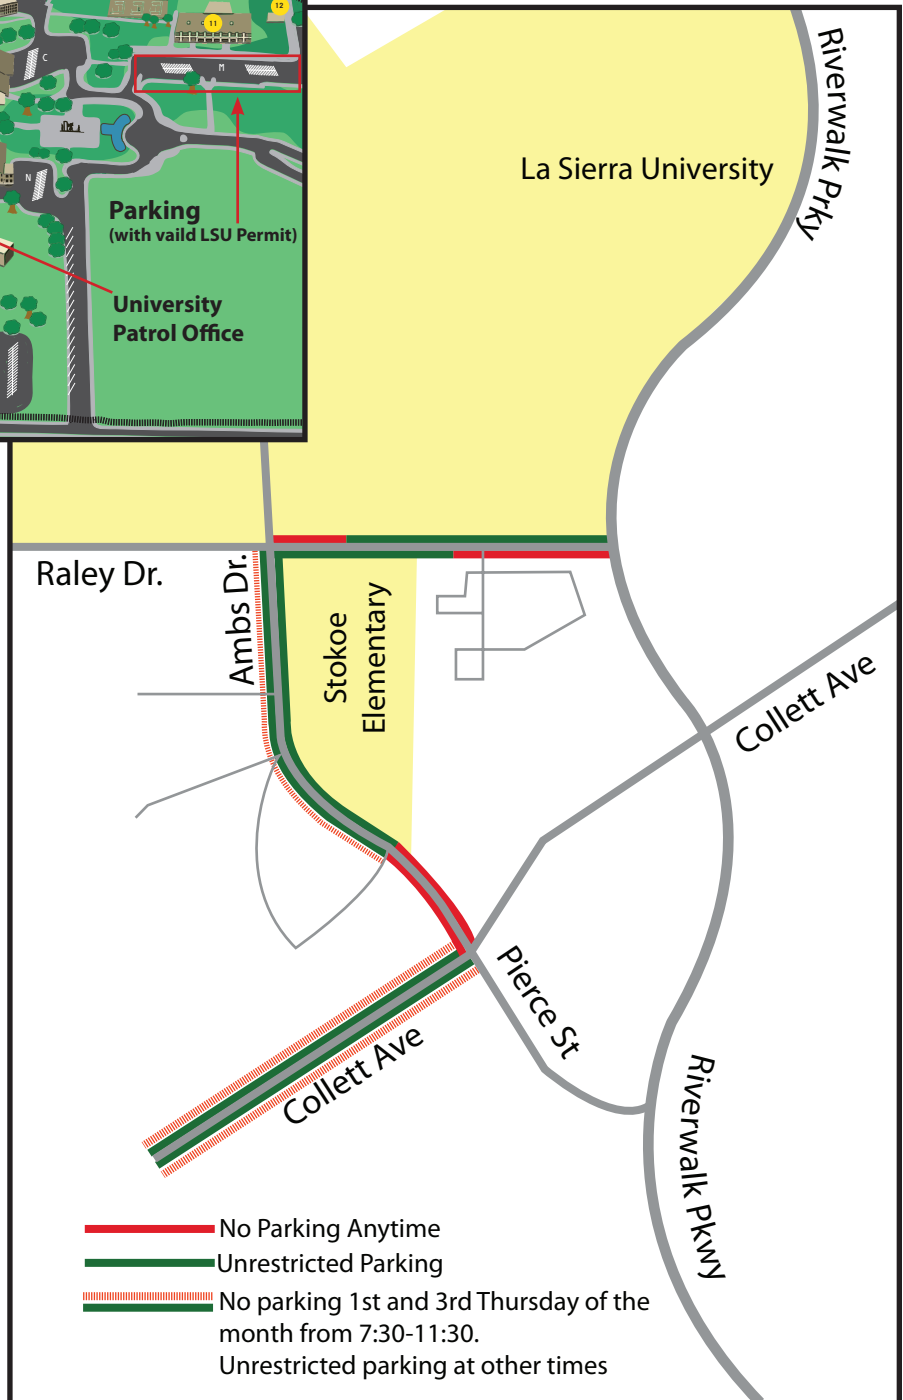 12
11
C
M
N
Parking
(with vaild LSU Permit)
University
Patrol Office
La Sierra University
Riverwalk Prky
Raley Dr.
Ambs Dr.
Stokoe
Elementary
Collett Ave
Pierce St
Collett Ave
Riverwalk Pkwy
No Parking Anytime
Unrestricted Parking
No parking 1st and 3rd Thursday of the
month from 7:30-11:30.
Unrestricted parking at other times